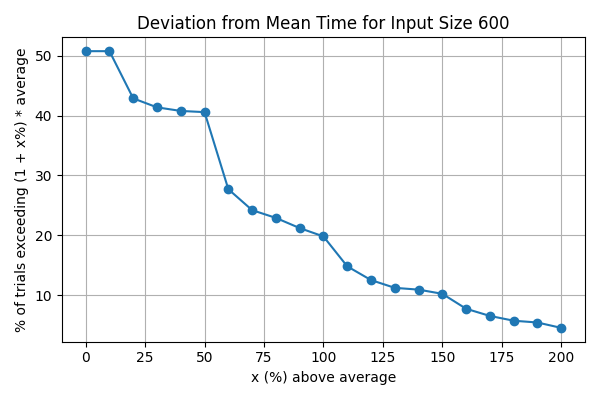 Deviation from Mean Time for Input Size 600
% of trials exceeding (1 + x%) * average
50
40
30
20
10
0 25 50 75 100 125 150 175 200
x (%) above average